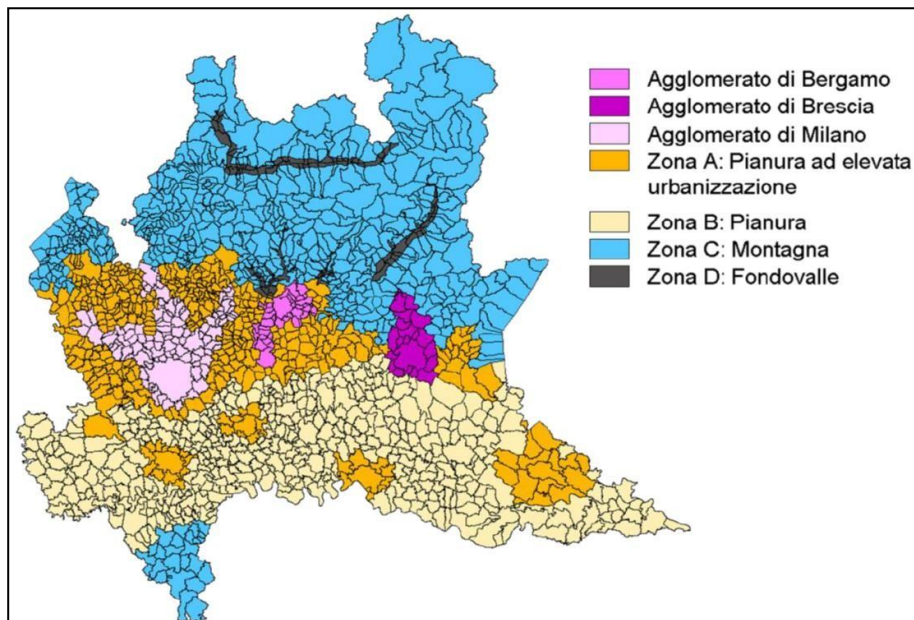 Agglomerato di Bergamo
Agglomerato di Brescia
Agglomerato di Milano
Zona A: Pianura ad elevata
urbanizzazione
Zona B: Pianura
Zona C: Montagna
Zona D: Fondovalle